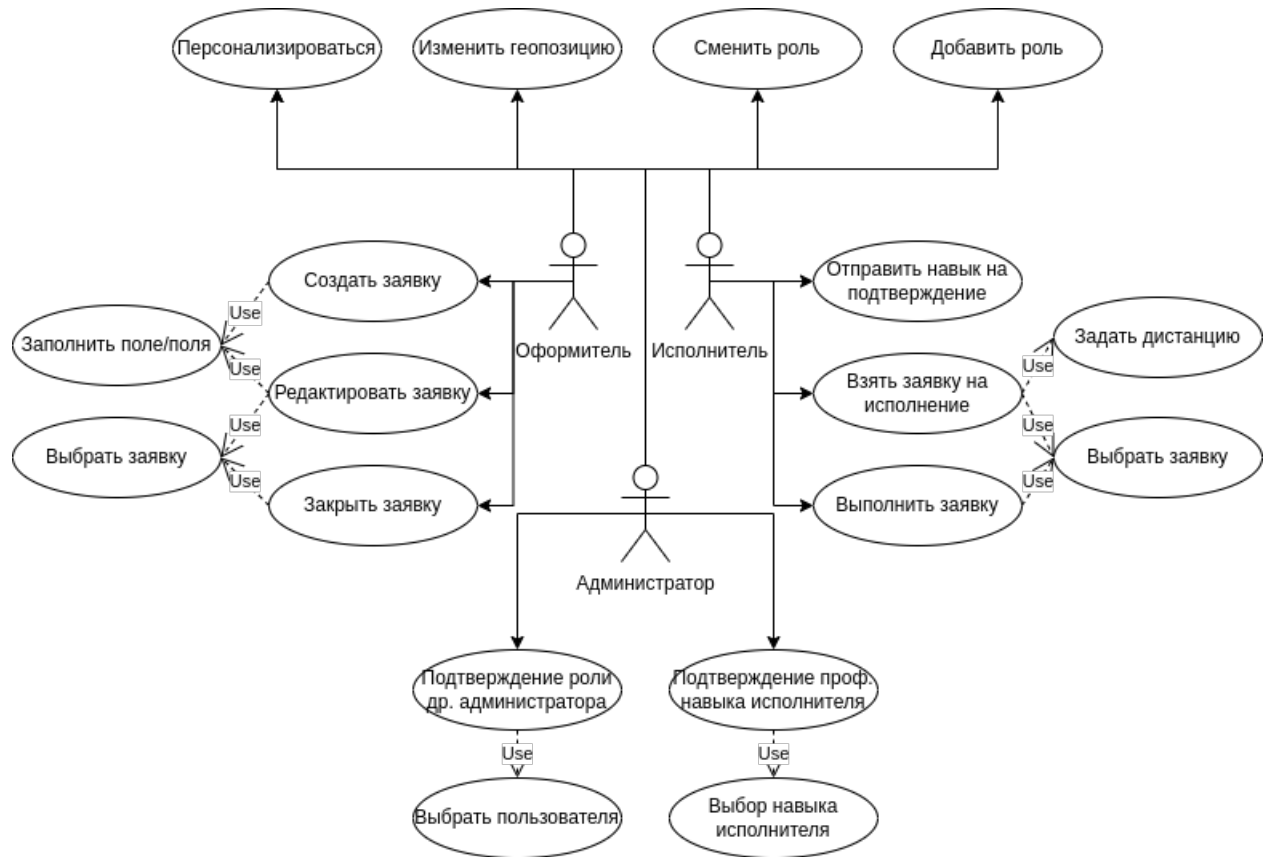 Персонализироваться
Изменить геопозицию
Сменить роль
Добавить роль
Создать заявку
Отправить навык на
подтверждение
Use
Заполнить поле/поля
Оформитель
Исполнитель
Задать дистанцию
Use
Use
Редактировать заявку
Взять заявку на
исполнение
Use
Use
Выбрать заявку
Выбрать заявку
Use
Use
Закрыть заявку
Выполнить заявку
Администратор
Подтверждение роли
др. администратора
Подтверждение проф.
навыка исполнителя
Use
Use
Выбрать пользователя
Выбор навыка
исполнителя